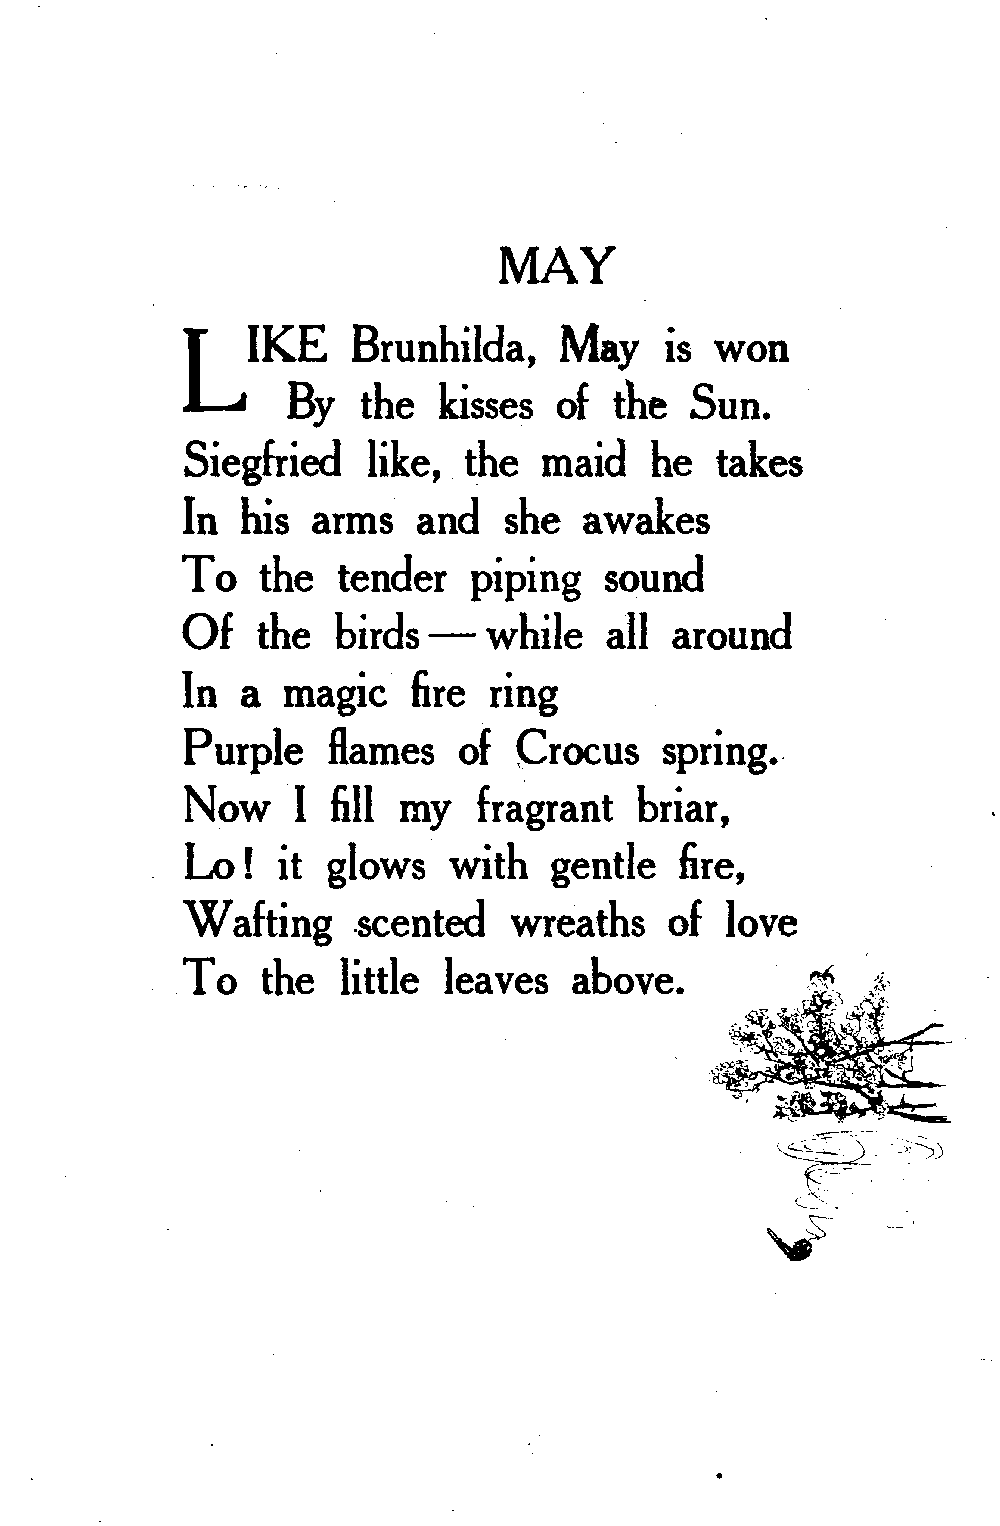 MAY
LIKE Brunhilda, May is won
By the kisses of the Sun.
Siegfried like, the maid he takes
In his arms and she awakes
To the tender piping sound
Of the birds — while all around
In a magic fire ring
Purple flames of Crocus spring.
Now I fill my fragrant briar,
Lo! it glows with gentle fire,
Wafting scented wreaths of love
To the little leaves above.